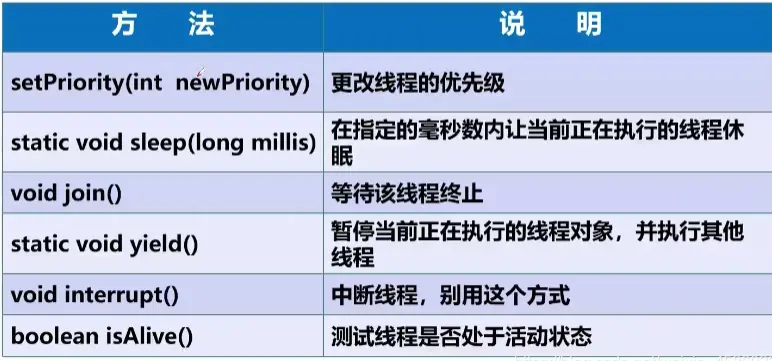 方 法
说 明
setPriority(int newPriority)
更改线程的优先级
static void sleep(long millis)
在指定的毫秒数内让当前正在执行的线程休
眠
void join()
等待该线程终止
static void yield()
暂停当前正在执行的线程对象，并执行其他
线程
void interrupt()
中断线程，别用这个方式
boolean isAlive()
测试线程是否处于活动状态